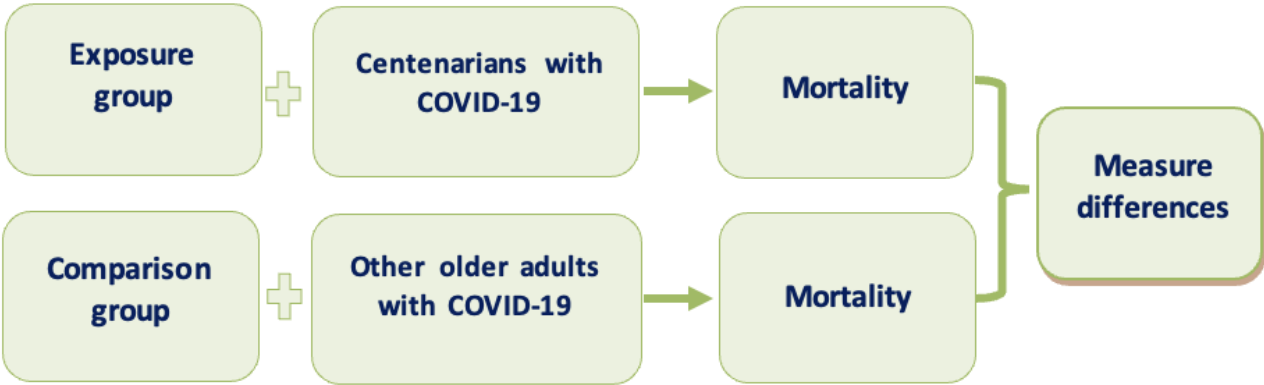 Exposure
group
Centenarians with
COVID-19
Mortality
Measure
differences
Comparison
group
Other older adults
with COVID-19
Mortality